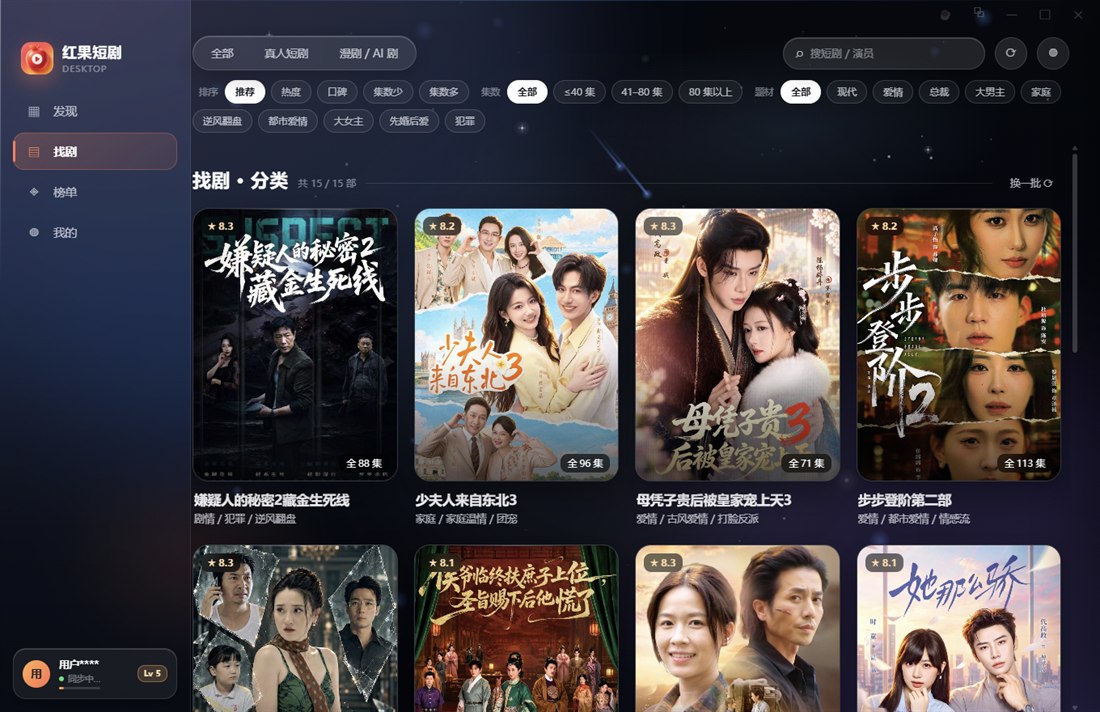 红果短剧
DESKTOP
发现
找剧
榜单
我的
用
用户****
同步中...
Lv 5
全部 真人短剧 漫剧 / AI 剧
搜短剧 / 演员
排序 推荐 热度 口碑 集数少 集数多 集数 全部 ≤40 集 41–80 集 80 集以上 题材 全部 现代 爱情 总裁 大男主 家庭
逆风翻盘 都市爱情 大女主 先婚后爱 犯罪
找剧 • 分类 共 15 / 15 部
换一批
★ 8.3
嫌疑人的秘密2
藏金生死线
全 88 集
嫌疑人的秘密2藏金生死线
剧情 / 犯罪 / 逆风翻盘
★ 8.2
少夫人
来自东北3
全 96 集
少夫人来自东北3
家庭 / 家庭温情 / 团宠
★ 8.3
母凭子贵3
后被皇家宠上
全 71 集
母凭子贵后被皇家宠上天3
爱情 / 古风爱情 / 打脸反派
★ 8.2
步步登阶2
全 113 集
步步登阶第二部
爱情 / 都市爱情 / 情感流
★ 8.3
★ 8.1
侯爷临终扶庶子上位,
圣旨赐下后他慌了
★ 8.3
★ 8.1
她那么骄